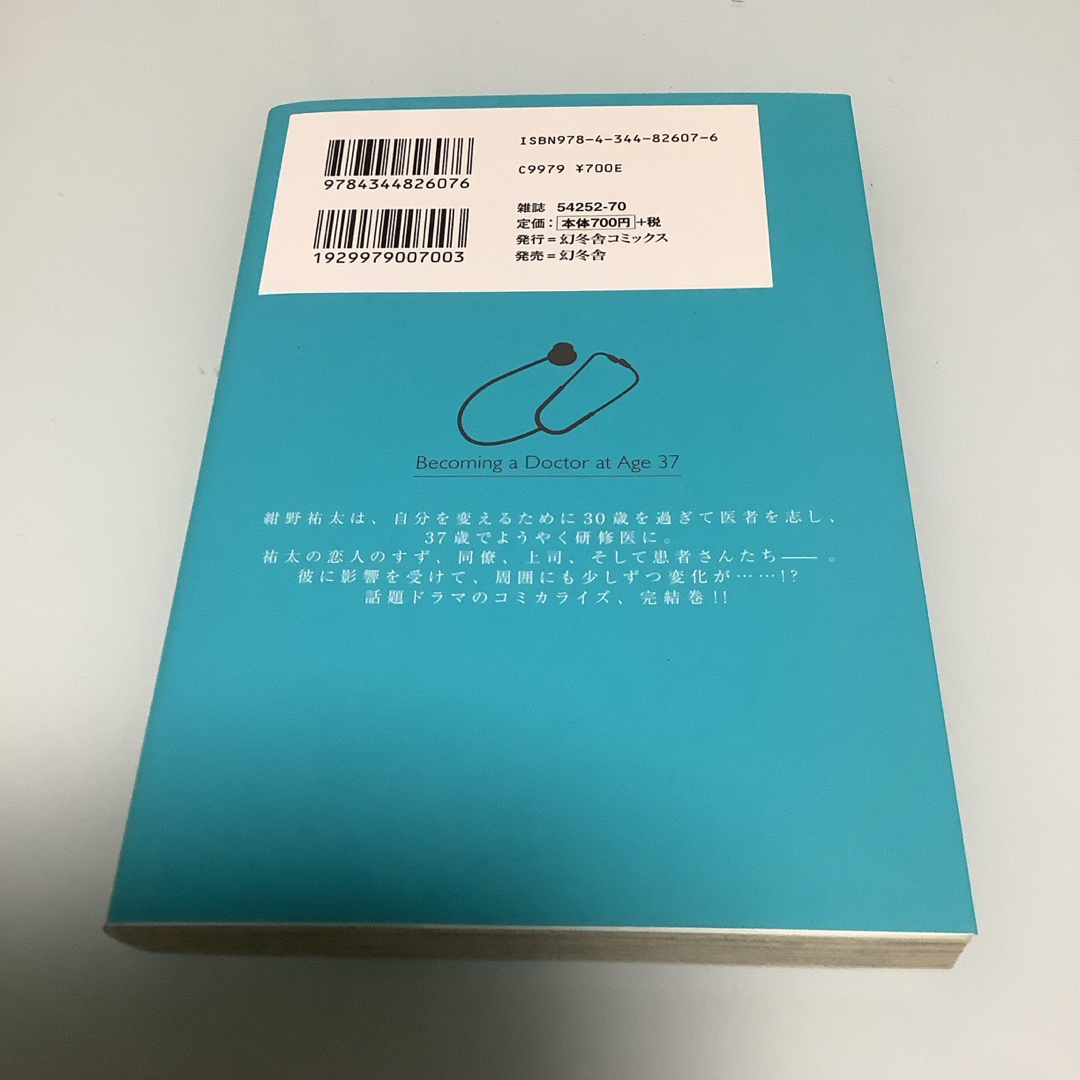 9784344826076
ISBN978-4-344-82607-6
C9979 ¥700E
1929979007003
雑誌 54252-70
定価：本体700円+税
発行＝幻冬舎コミックス
発売＝幻冬舎
Becoming a Doctor at Age 37
紺野祐太は、自分を変えるために30歳を過ぎて医者を志し、
37歳でようやく研修医に。
祐太の恋人のすず、同僚、上司、そして患者さんたち――。
彼に影響を受けて、周囲にも少しずつ変化が……!?
話題ドラマのコミカライズ、完結巻!!